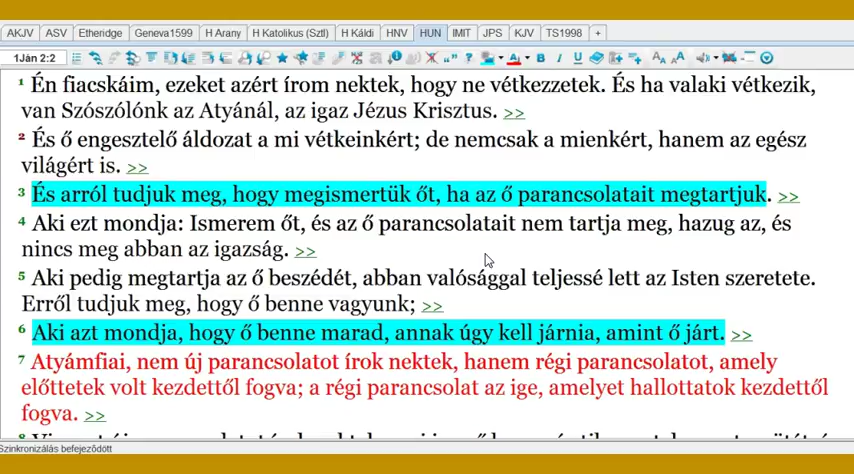 AKJV ASV Etheridge Geneva1599 H Arany H Katolikus (Sztl) H Káldi HNV HUN IMIT JPS KJV TS1998 +
1Ján 2:2
1 Én fiacskáim, ezeket azért írom nektek, hogy ne vétkezzetek. És ha valaki vétkezik,
van Szószólónk az Atyánál, az igaz Jézus Krisztus. >>
2 És ő engesztelő áldozat a mi vétkeinkért; de nemcsak a mienkért, hanem az egész
világért is. >>
3 És arról tudjuk meg, hogy megismertük őt, ha az ő parancsolatait megtartjuk. >>
4 Aki ezt mondja: Ismerem őt, és az ő parancsolatait nem tartja meg, hazug az, és
nincs meg abban az igazság. >>
5 Aki pedig megtartja az ő beszédét, abban valósággal teljessé lett az Isten szeretete.
Erről tudjuk meg, hogy ő benne vagyunk; >>
6 Aki azt mondja, hogy ő benne marad, annak úgy kell járnia, amint ő járt. >>
7 Atyámfiai, nem új parancsolatot írok nektek, hanem régi parancsolatot, amely
előttetek volt kezdettől fogva; a régi parancsolat az ige, amelyet hallottatok kezdettől
fogva. >>
Szinkronizálás befejeződött